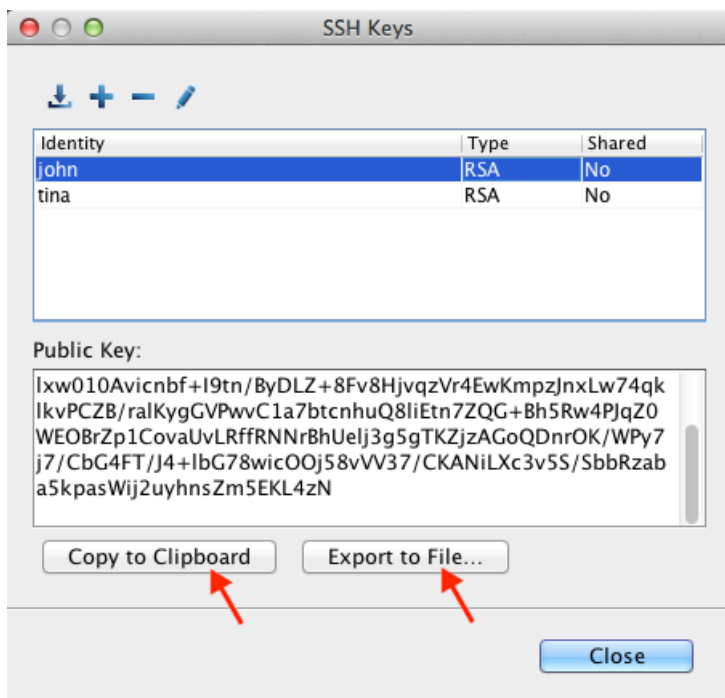 SSH Keys
Identity Type Shared
john RSA No
tina RSA No
Public Key:
lxw010Avicnbf+I9tn/ByDLZ+8Fv8HjvqzVr4EwKmpzJnxLw74qk
lkvPCZB/ralKygGVPwvC1a7btcnhuQ8liEtn7ZQG+Bh5Rw4PJqZ0
WEOBrZp1CovaUvLRffRNNrBhUelj3g5gTKZjzAGoQDnrOK/WPy7
j7/CbG4FT/J4+lbG78wicOOj58vVV37/CKANiLXc3v5S/SbbRzab
a5kpasWij2uyhnsZm5EKL4zN
Copy to Clipboard Export to File...
Close